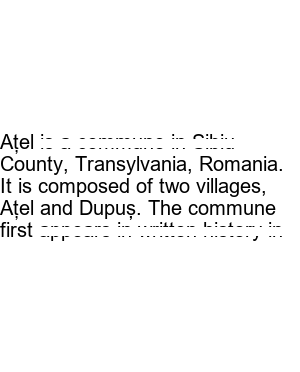 Ațel is a commune in Sibiu
County, Transylvania, Romania.
It is composed of two villages,
Ațel and Dupuș. The commune
first appears in written history in